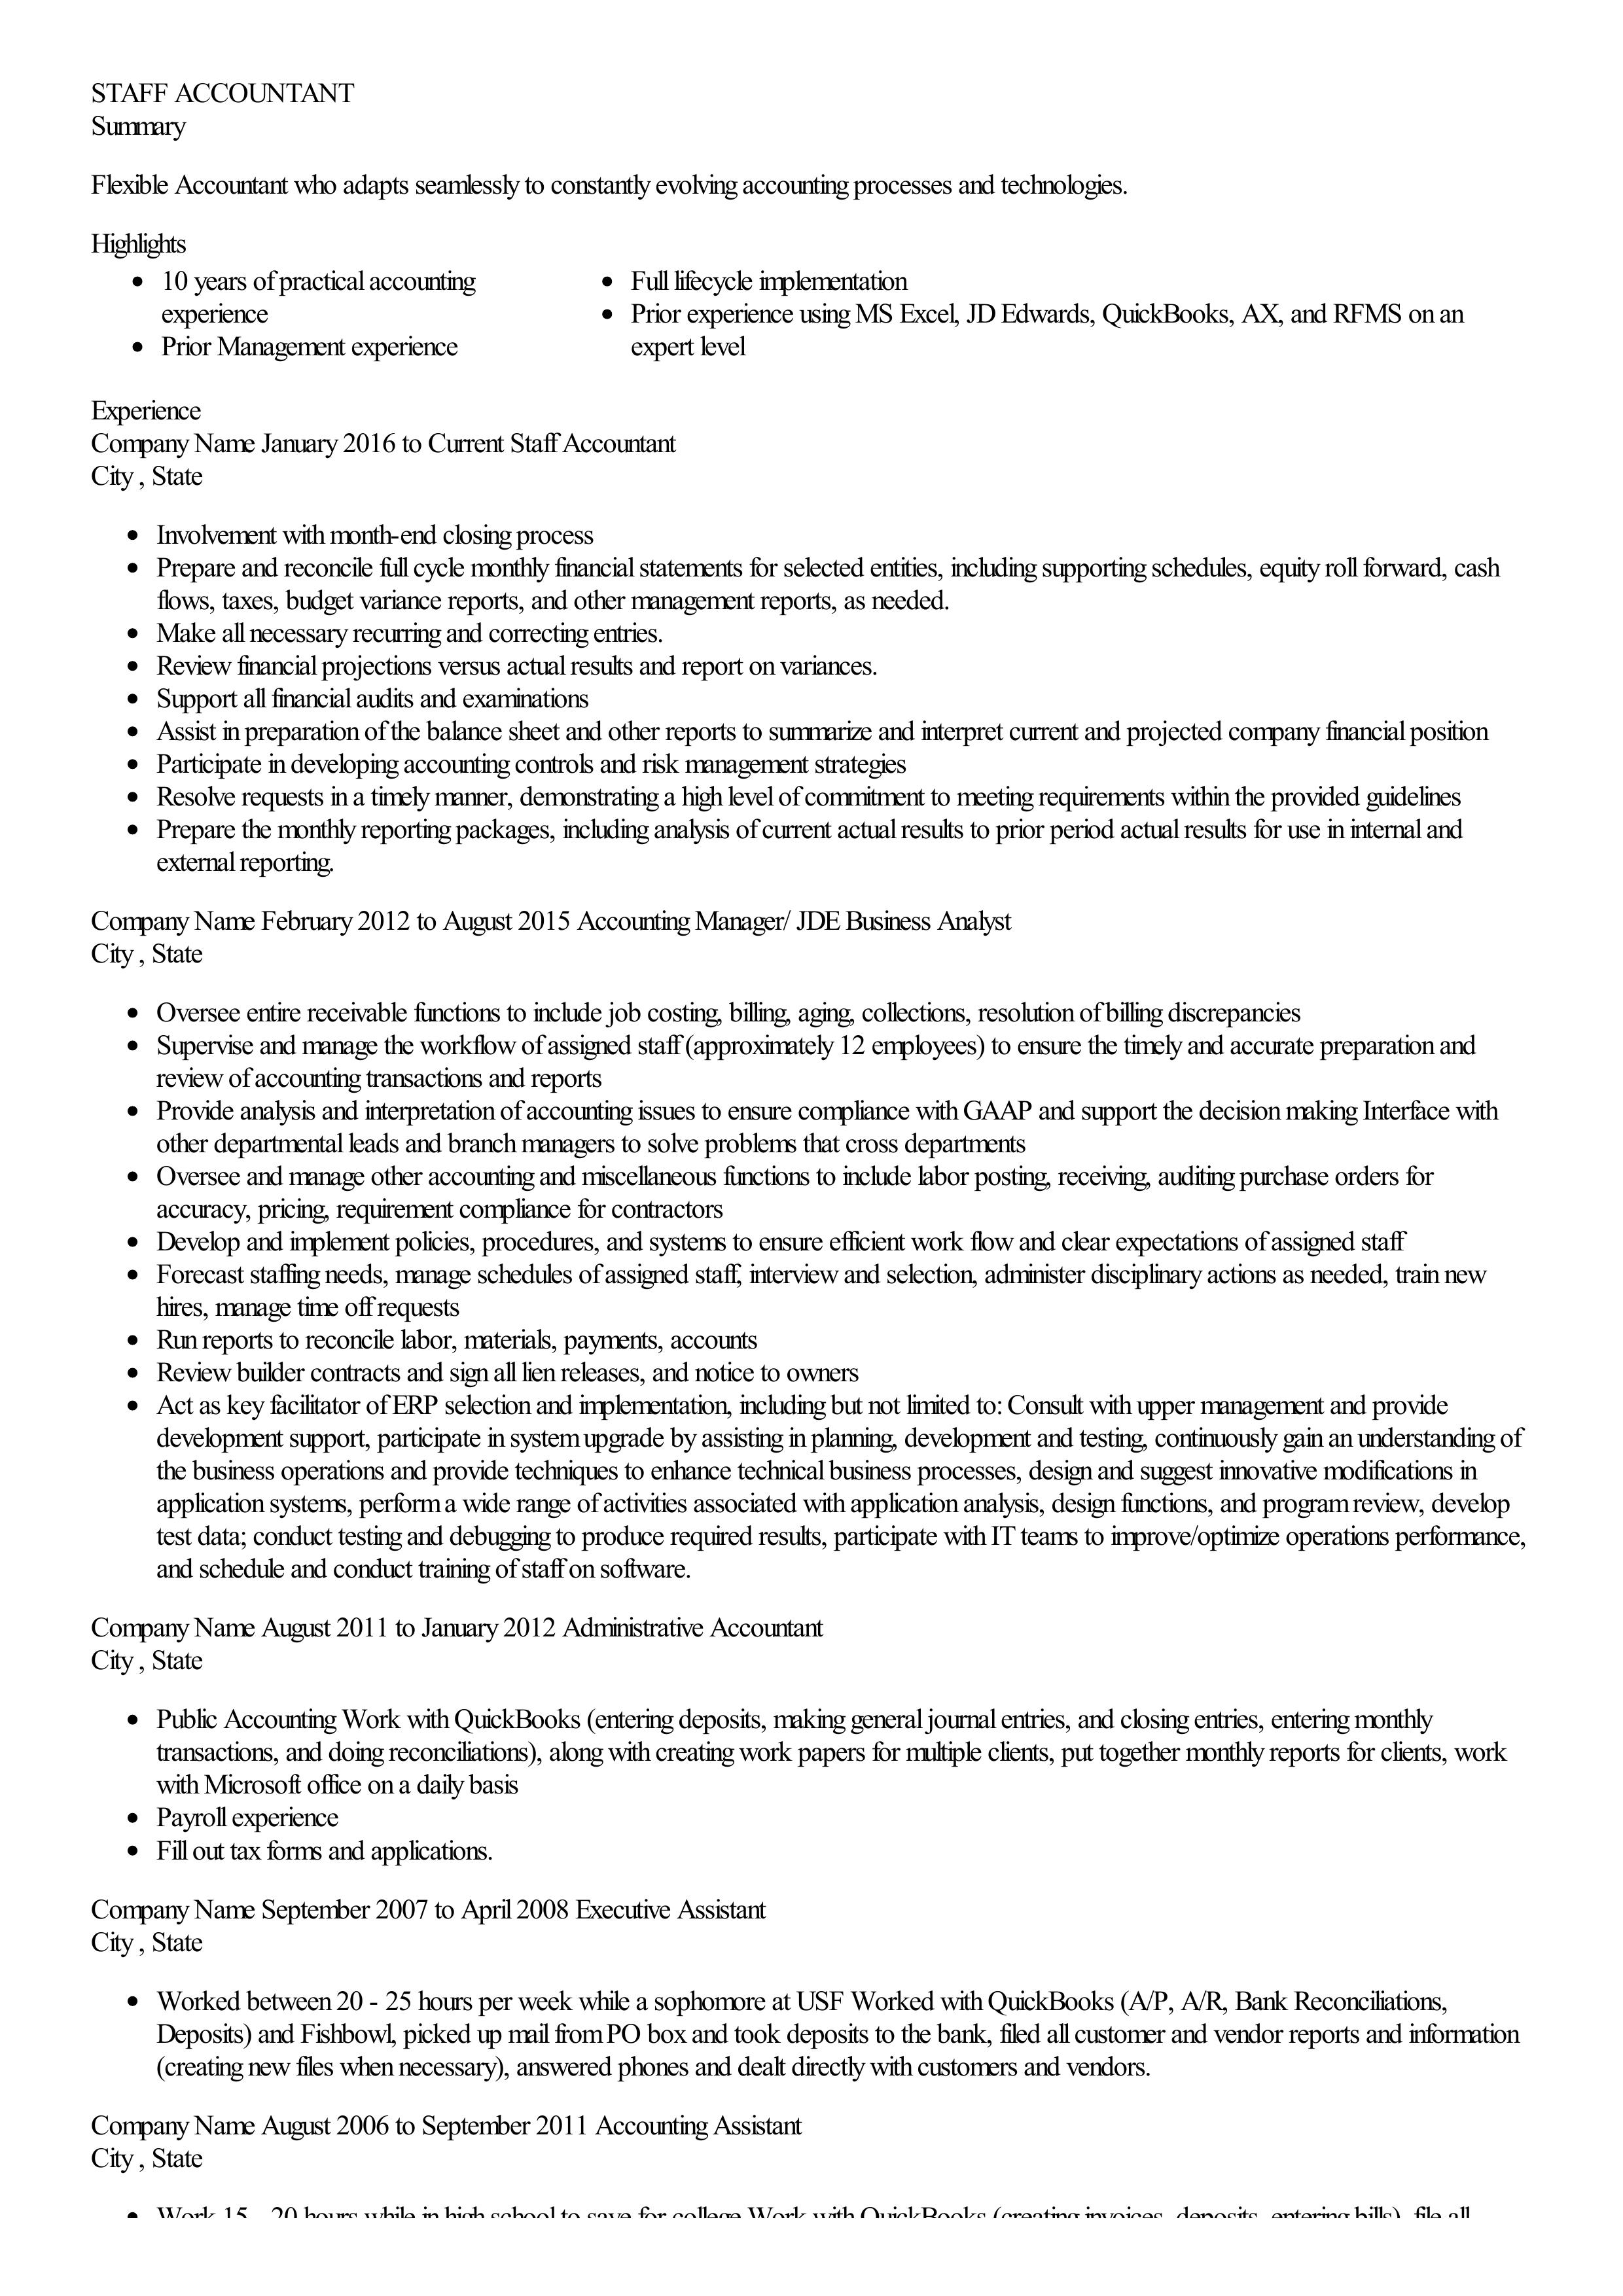 STAFF ACCOUNTANT
Summary
Flexible Accountant who adapts seamlessly to constantly evolving accounting processes and technologies.
Highlights
• 10 years of practical accounting
experience
• Prior Management experience
• Full lifecycle implementation
• Prior experience using MS Excel, JD Edwards, QuickBooks, AX, and RFMS on an
expert level
Experience
Company Name January 2016 to Current Staff Accountant
City , State
• Involvement with month-end closing process
• Prepare and reconcile full cycle monthly financial statements for selected entities, including supporting schedules, equity roll forward, cash
flows, taxes, budget variance reports, and other management reports, as needed.
• Make all necessary recurring and correcting entries.
• Review financial projections versus actual results and report on variances.
• Support all financial audits and examinations
• Assist in preparation of the balance sheet and other reports to summarize and interpret current and projected company financial position
• Participate in developing accounting controls and risk management strategies
• Resolve requests in a timely manner, demonstrating a high level of commitment to meeting requirements within the provided guidelines
• Prepare the monthly reporting packages, including analysis of current actual results to prior period actual results for use in internal and
external reporting.
Company Name February 2012 to August 2015 Accounting Manager/ JDE Business Analyst
City , State
• Oversee entire receivable functions to include job costing, billing, aging, collections, resolution of billing discrepancies
• Supervise and manage the workflow of assigned staff (approximately 12 employees) to ensure the timely and accurate preparation and
review of accounting transactions and reports
• Provide analysis and interpretation of accounting issues to ensure compliance with GAAP and support the decision making Interface with
other departmental leads and branch managers to solve problems that cross departments
• Oversee and manage other accounting and miscellaneous functions to include labor posting, receiving, auditing purchase orders for
accuracy, pricing, requirement compliance for contractors
• Develop and implement policies, procedures, and systems to ensure efficient work flow and clear expectations of assigned staff
• Forecast staffing needs, manage schedules of assigned staff, interview and selection, administer disciplinary actions as needed, train new
hires, manage time off requests
• Run reports to reconcile labor, materials, payments, accounts
• Review builder contracts and sign all lien releases, and notice to owners
• Act as key facilitator of ERP selection and implementation, including but not limited to: Consult with upper management and provide
development support, participate in system upgrade by assisting in planning, development and testing, continuously gain an understanding of
the business operations and provide techniques to enhance technical business processes, design and suggest innovative modifications in
application systems, perform a wide range of activities associated with application analysis, design functions, and program review, develop
test data; conduct testing and debugging to produce required results, participate with IT teams to improve/optimize operations performance,
and schedule and conduct training of staff on software.
Company Name August 2011 to January 2012 Administrative Accountant
City , State
• Public Accounting Work with QuickBooks (entering deposits, making general journal entries, and closing entries, entering monthly
transactions, and doing reconciliations), along with creating work papers for multiple clients, put together monthly reports for clients, work
with Microsoft office on a daily basis
• Payroll experience
• Fill out tax forms and applications.
Company Name September 2007 to April 2008 Executive Assistant
City , State
• Worked between 20 - 25 hours per week while a sophomore at USF Worked with QuickBooks (A/P, A/R, Bank Reconciliations,
Deposits) and Fishbowl, picked up mail from PO box and took deposits to the bank, filed all customer and vendor reports and information
(creating new files when necessary), answered phones and dealt directly with customers and vendors.
Company Name August 2006 to September 2011 Accounting Assistant
City , State
• Work 15 - 20 hours while in high school to save for college Work with QuickBooks (creating invoices, deposits, entering bills), file all